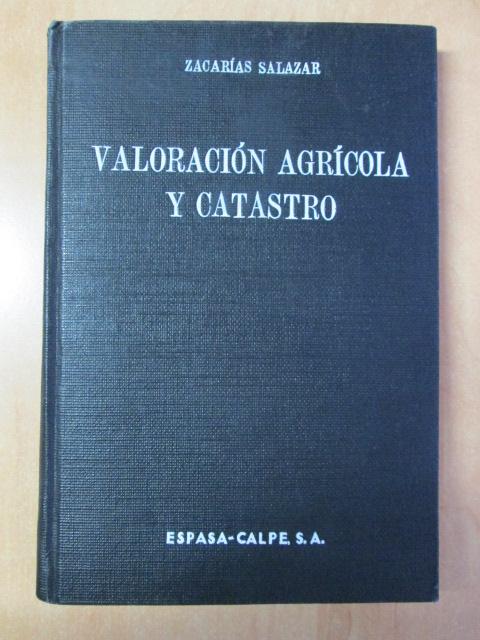 ZACARÍAS SALAZAR
VALORACIÓN AGRÍCOLA
Y CATASTRO
ESPASA-CALPE, S. A.